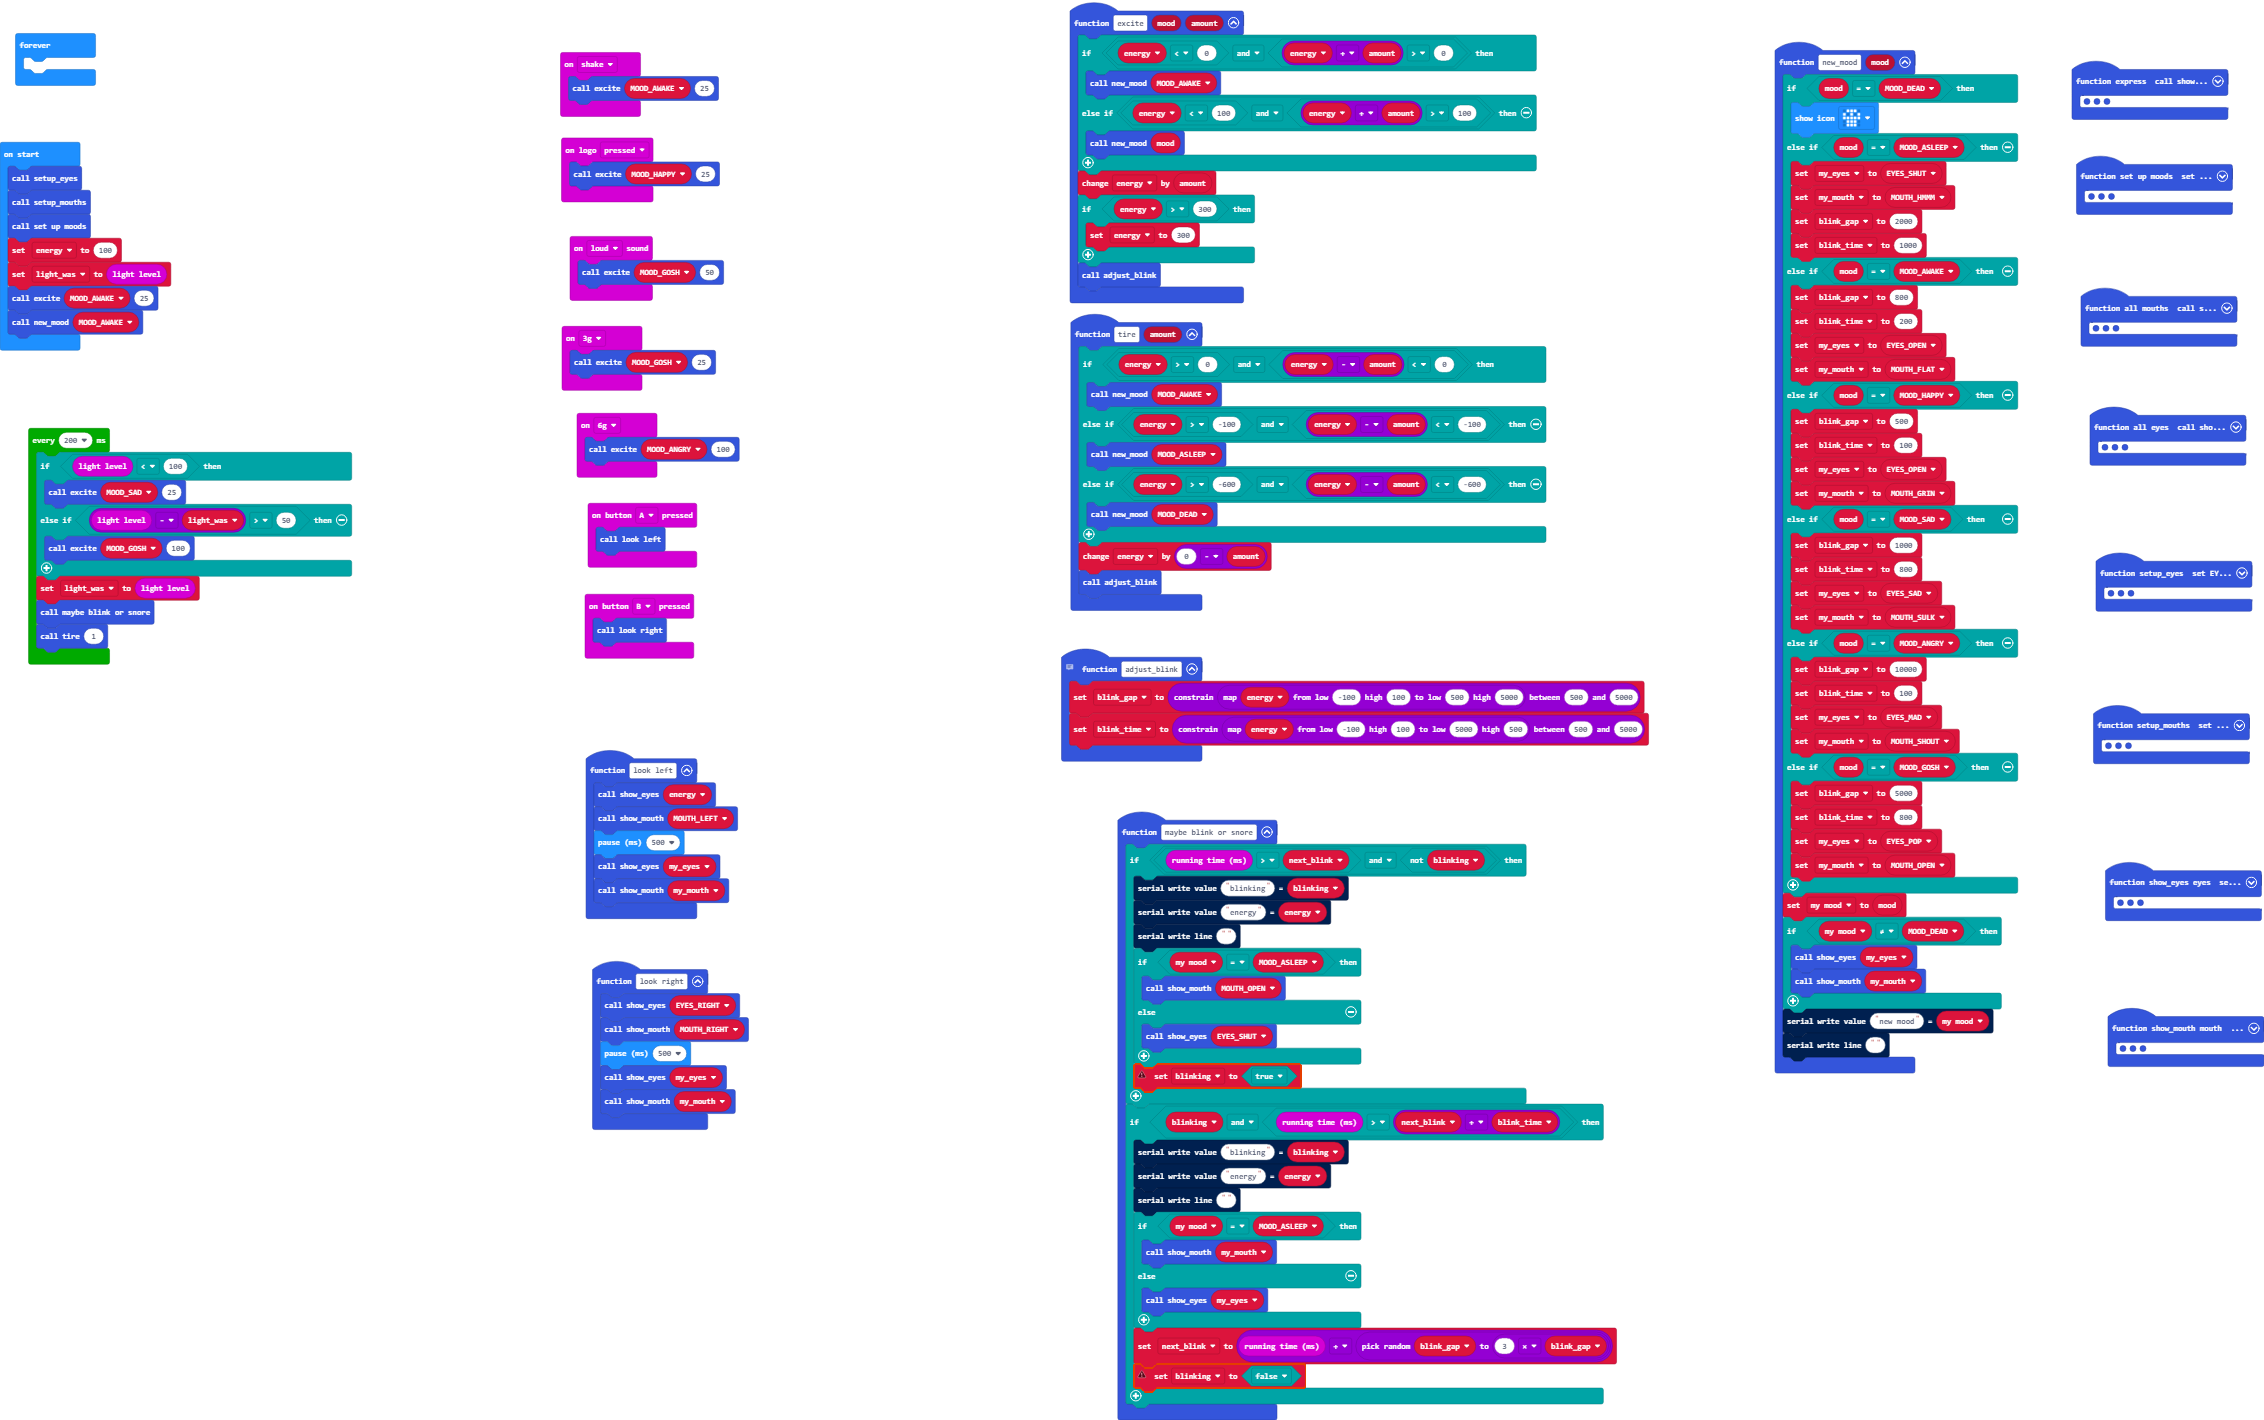 forever
on start
call setup_eyes
call setup_mouths
call set up moods
set energy to 100
set light_was to light level
call excite MOOD_AWAKE 25
call new_mood MOOD_AWAKE
every 200 ms
if light level < 100 then
call excite MOOD_SAD 25
else if light level - light_was > 50 then
call excite MOOD_GOSH 100
set light_was to light level
call maybe blink or snore
call tire 1
on shake
call excite MOOD_AWAKE 25
on logo pressed
call excite MOOD_HAPPY 25
on loud sound
call excite MOOD_GOSH 50
on 3g
call excite MOOD_GOSH 25
on 6g
call excite MOOD_ANGRY 100
on button A pressed
call look left
on button B pressed
call look right
function look left
call show_eyes energy
call show_mouth MOUTH_LEFT
pause (ms) 500
call show_eyes my_eyes
call show_mouth my_mouth
function look right
call show_eyes EYES_RIGHT
call show_mouth MOUTH_RIGHT
pause (ms) 500
call show_eyes my_eyes
call show_mouth my_mouth
function excite mood amount
if energy < 0 and energy + amount > 0 then
call new_mood MOOD_AWAKE
else if energy < 100 and energy + amount > 100 then
call new_mood mood
change energy by amount
if energy > 300 then
set energy to 300
call adjust_blink
function tire amount
if energy > 0 and energy - amount < 0 then
call new_mood MOOD_AWAKE
else if energy > -100 and energy - amount < -100 then
call new_mood MOOD_ASLEEP
else if energy > -600 and energy - amount < -600 then
call new_mood MOOD_DEAD
change energy by 0 - amount
call adjust_blink
function adjust_blink
set blink_gap to constrain map energy from low -100 high 100 to low 500 high 5000 between 500 and 5000
set blink_time to constrain map energy from low -100 high 100 to low 5000 high 500 between 500 and 5000
function maybe blink or snore
if running time (ms) > next_blink and not blinking then
serial write value "blinking" = blinking
serial write value "energy" = energy
serial write line ""
if my mood = MOOD_ASLEEP then
call show_mouth MOUTH_OPEN
else
call show_eyes EYES_SHUT
set blinking to true
if blinking and running time (ms) > next_blink + blink_time then
serial write value "blinking" = blinking
serial write value "energy" = energy
serial write line ""
if my mood = MOOD_ASLEEP then
call show_mouth my_mouth
else
call show_eyes my_eyes
set next_blink to running time (ms) + pick random blink_gap to 3 × blink_gap
set blinking to false
function new_mood mood
if mood = MOOD_DEAD then
show icon
else if mood = MOOD_ASLEEP then
set my_eyes to EYES_SHUT
set my_mouth to MOUTH_HMMM
set blink_gap to 2000
set blink_time to 1000
else if mood = MOOD_AWAKE then
set blink_gap to 800
set blink_time to 200
set my_eyes to EYES_OPEN
set my_mouth to MOUTH_FLAT
else if mood = MOOD_HAPPY then
set blink_gap to 500
set blink_time to 100
set my_eyes to EYES_OPEN
set my_mouth to MOUTH_GRIN
else if mood = MOOD_SAD then
set blink_gap to 1000
set blink_time to 800
set my_eyes to EYES_SAD
set my_mouth to MOUTH_SULK
else if mood = MOOD_ANGRY then
set blink_gap to 10000
set blink_time to 100
set my_eyes to EYES_MAD
set my_mouth to MOUTH_SHOUT
else if mood = MOOD_GOSH then
set blink_gap to 5000
set blink_time to 800
set my_eyes to EYES_POP
set my_mouth to MOUTH_OPEN
set my mood to mood
if my mood ≠ MOOD_DEAD then
call show_eyes my_eyes
call show_mouth my_mouth
serial write value "new mood" = my mood
serial write line ""
function express call show...
function set up moods set ...
function all mouths call s...
function all eyes call sho...
function setup_eyes set EY...
function setup_mouths set ...
function show_eyes eyes se...
function show_mouth mouth ...